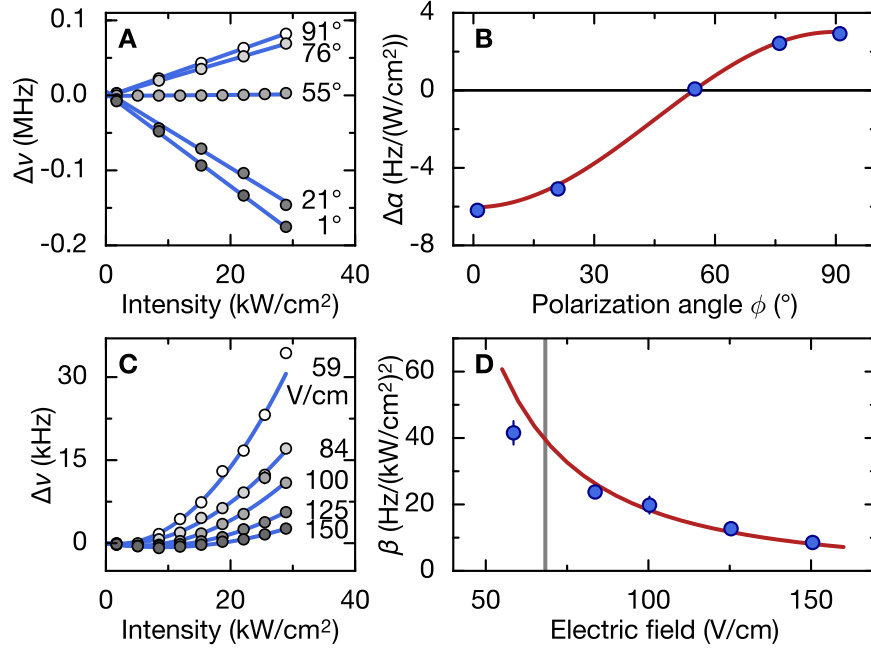 A
0.1
0.0
-0.1
-0.2
Δν (MHz)
91°
76°
55°
21°
1°
0
20
40
Intensity (kW/cm²)
B
4
0
-4
-8
Δα (Hz/(W/cm²))
0
30
60
90
Polarization angle ϕ (°)
C
30
15
0
Δν (kHz)
59
V/cm
84
100
125
150
0
20
40
Intensity (kW/cm²)
D
60
40
20
0
β (Hz/(kW/cm²)²)
50
100
150
Electric field (V/cm)